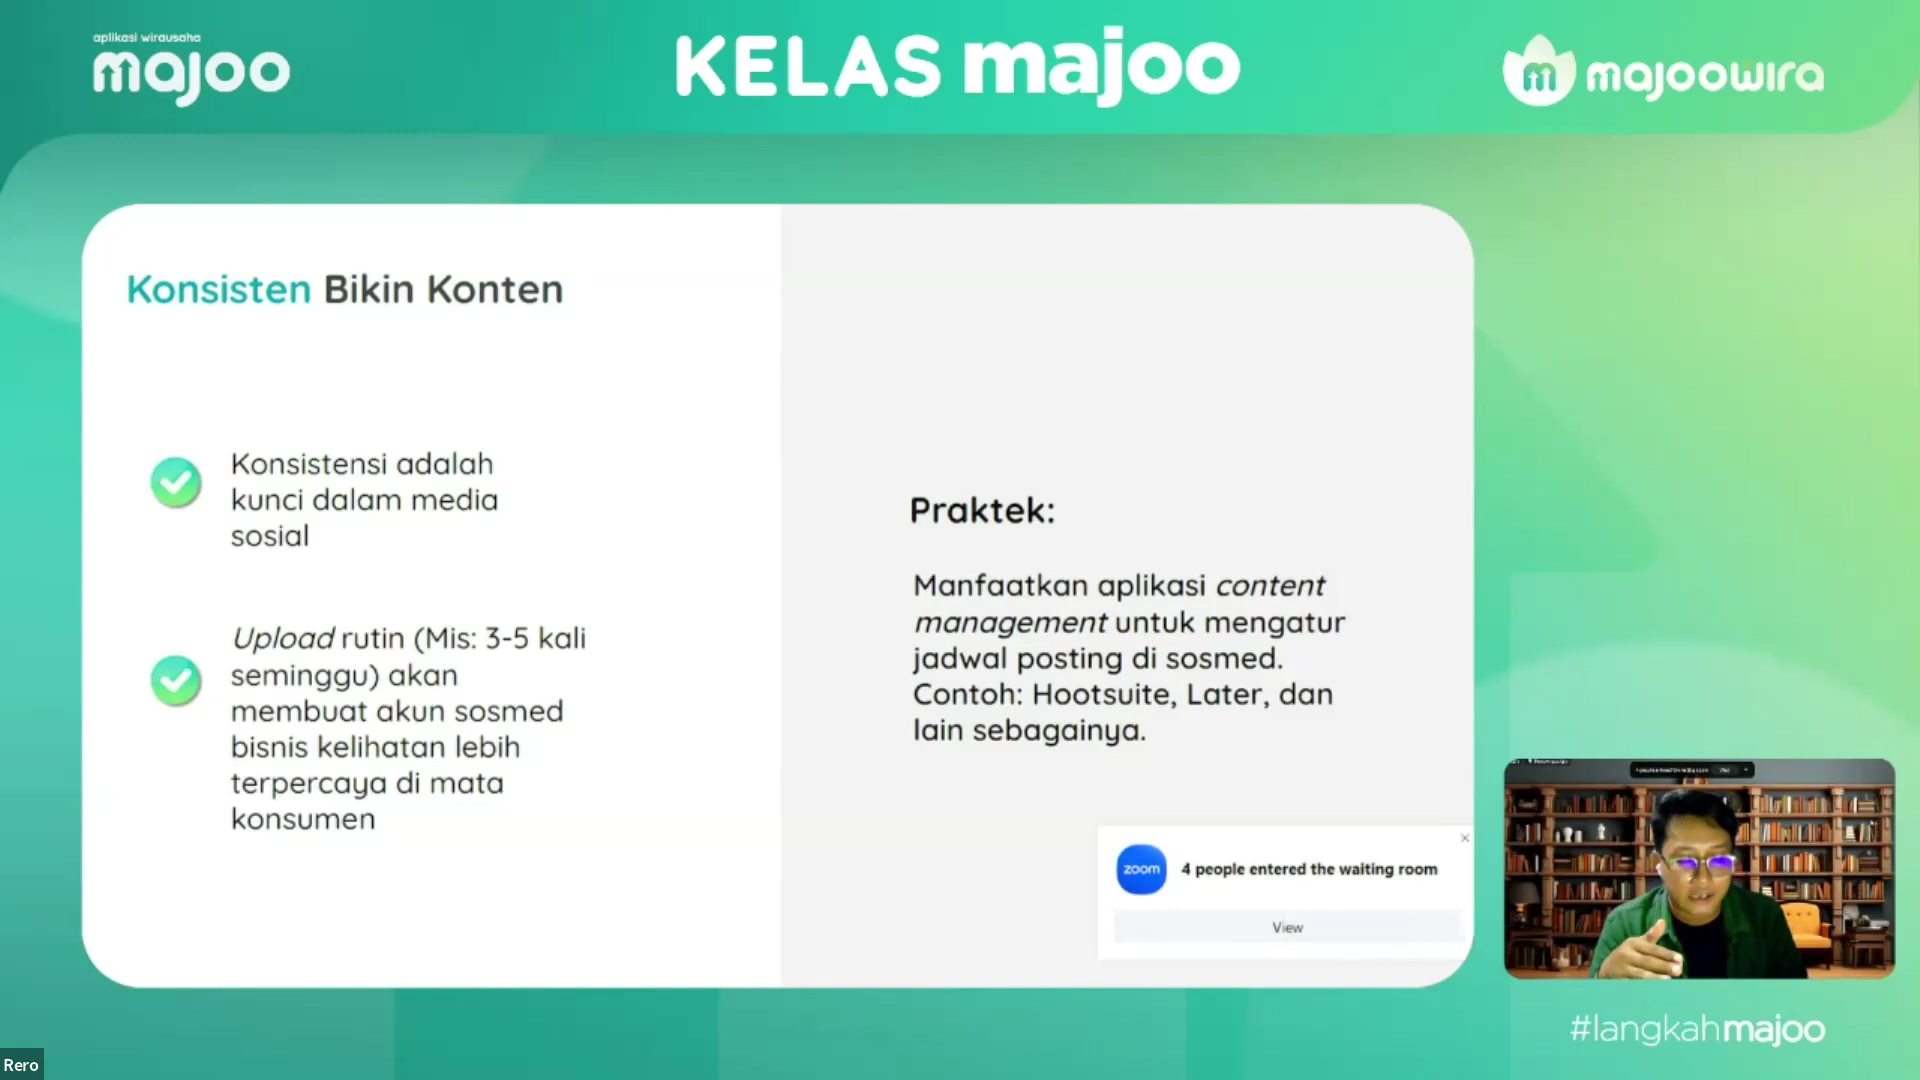 aplikasi wirausaha
majoo
KELAS majoo
majoowira
Konsisten Bikin Konten
Konsistensi adalah
kunci dalam media
sosial
Upload rutin (Mis: 3-5 kali
seminggu) akan
membuat akun sosmed
bisnis kelihatan lebih
terpercaya di mata
konsumen
Praktek:
Manfaatkan aplikasi content
management untuk mengatur
jadwal posting di sosmed.
Contoh: Hootsuite, Later, dan
lain sebagainya.
zoom
4 people entered the waiting room
View
#langkahmajoo
Rero